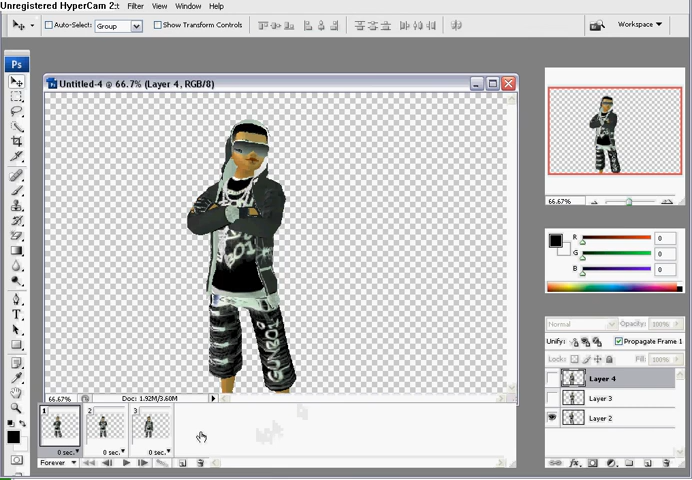 Unregistered HyperCam 2
Filter View Window Help
Auto-Select: Group Show Transform Controls Workspace
Ps
Untitled-4 @ 66.7% (Layer 4, RGB/8)
66.67%
R 0
G 0
B 0
Normal Opacity: 100%
Unify: Propagate Frame 1
Lock: Fill: 100%
Layer 4
Layer 3
Layer 2
GUNBOT
66.67% Doc: 1.92M/3.60M
1 2 3
0 sec. 0 sec. 0 sec.
Forever